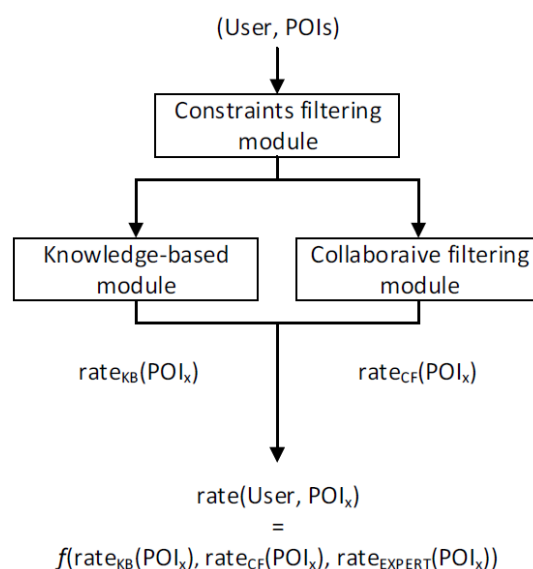 (User, POIs)
Constraints filtering
module
Knowledge-based
module
Collaboraive filtering
module
rate_KB(POI_x)
rate_CF(POI_x)
rate(User, POI_x)
=
f(rate_KB(POI_x), rate_CF(POI_x), rate_EXPERT(POI_x))